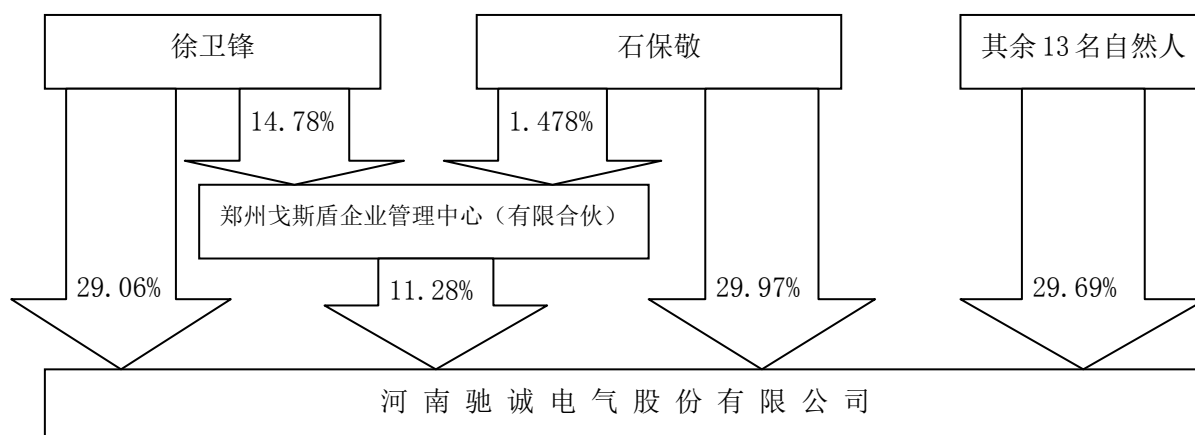 徐卫锋
石保敬
其余13名自然人
14.78%
1.478%
郑州戈斯盾企业管理中心（有限合伙）
29.06%
11.28%
29.97%
29.69%
河南驰诚电气股份有限公司